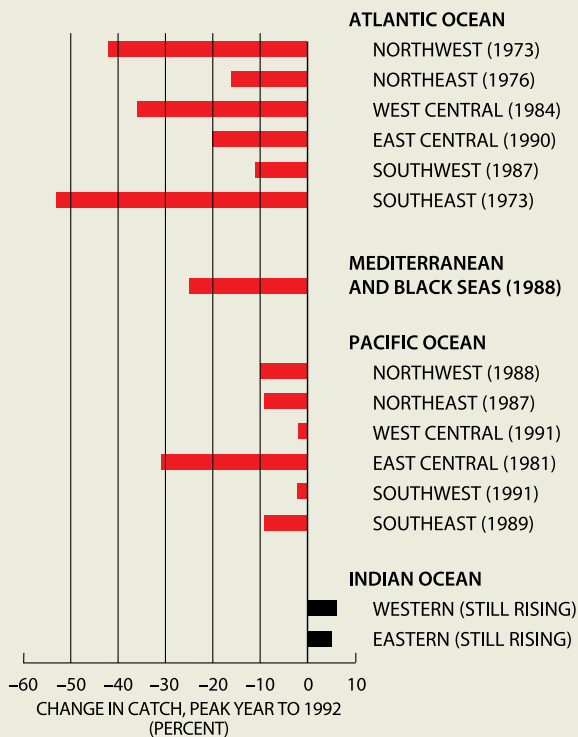 ATLANTIC OCEAN
NORTHWEST (1973)
NORTHEAST (1976)
WEST CENTRAL (1984)
EAST CENTRAL (1990)
SOUTHWEST (1987)
SOUTHEAST (1973)
MEDITERRANEAN
AND BLACK SEAS (1988)
PACIFIC OCEAN
NORTHWEST (1988)
NORTHEAST (1987)
WEST CENTRAL (1991)
EAST CENTRAL (1981)
SOUTHWEST (1991)
SOUTHEAST (1989)
INDIAN OCEAN
WESTERN (STILL RISING)
EASTERN (STILL RISING)
–60 –50 –40 –30 –20 –10 0 10
CHANGE IN CATCH, PEAK YEAR TO 1992
(PERCENT)